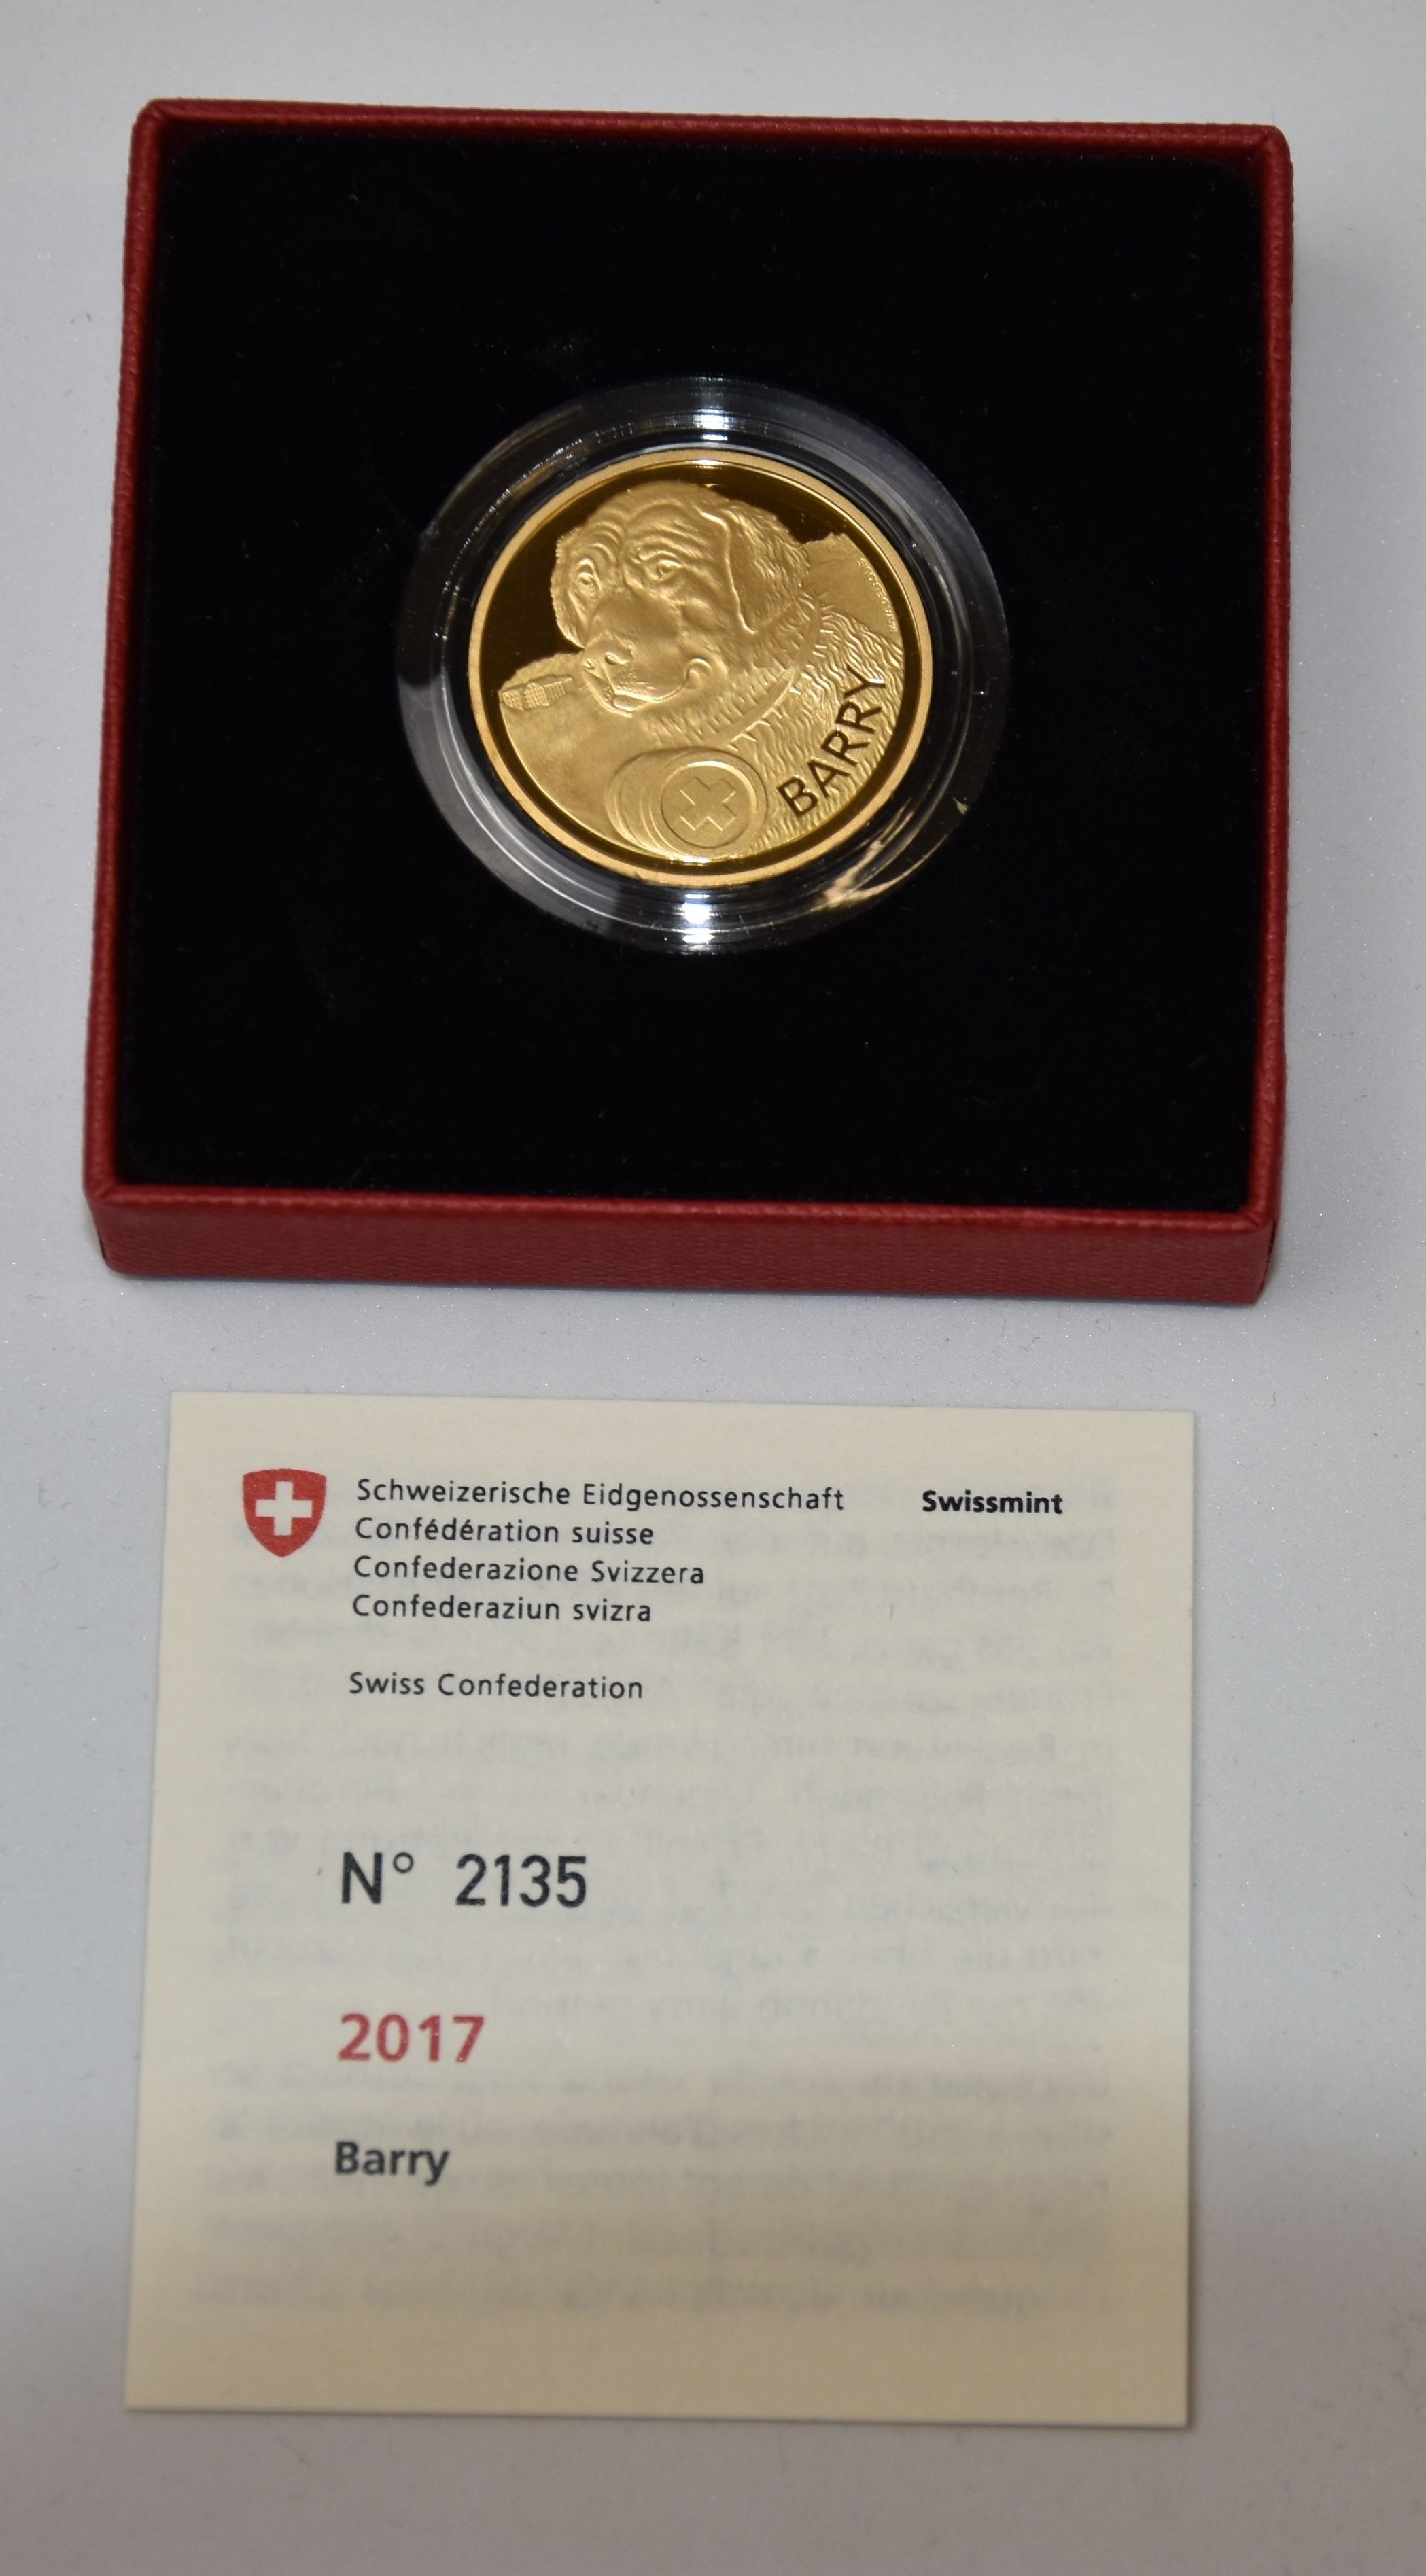 BARRY
Schweizerische Eidgenossenschaft Swissmint
Confédération suisse
Confederazione Svizzera
Confederaziun svizra
Swiss Confederation
N° 2135
2017
Barry